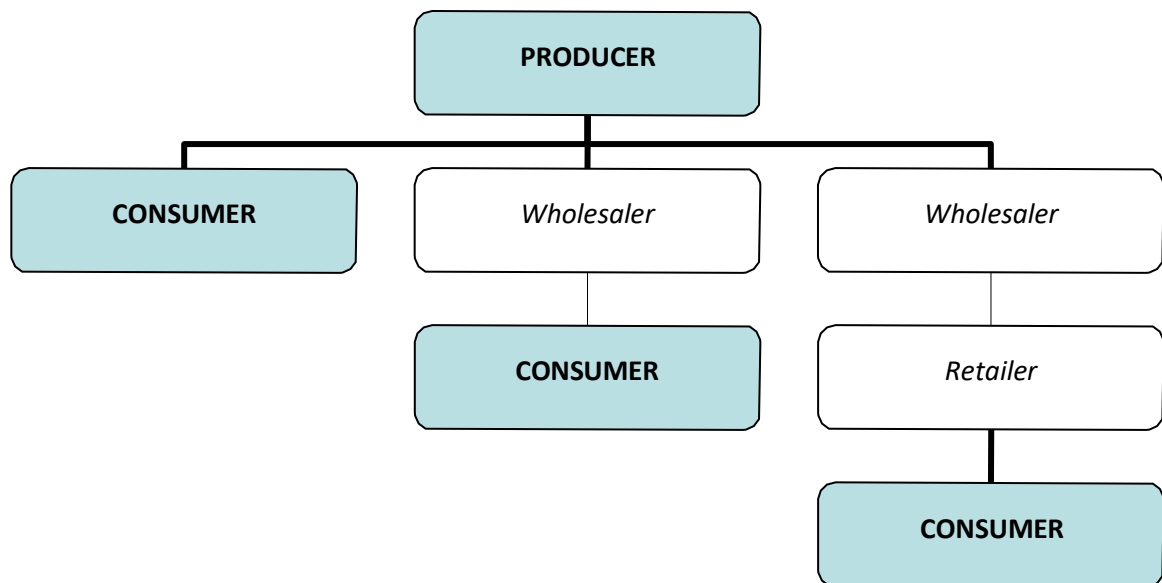 PRODUCER
CONSUMER
Wholesaler
Wholesaler
CONSUMER
Retailer
CONSUMER